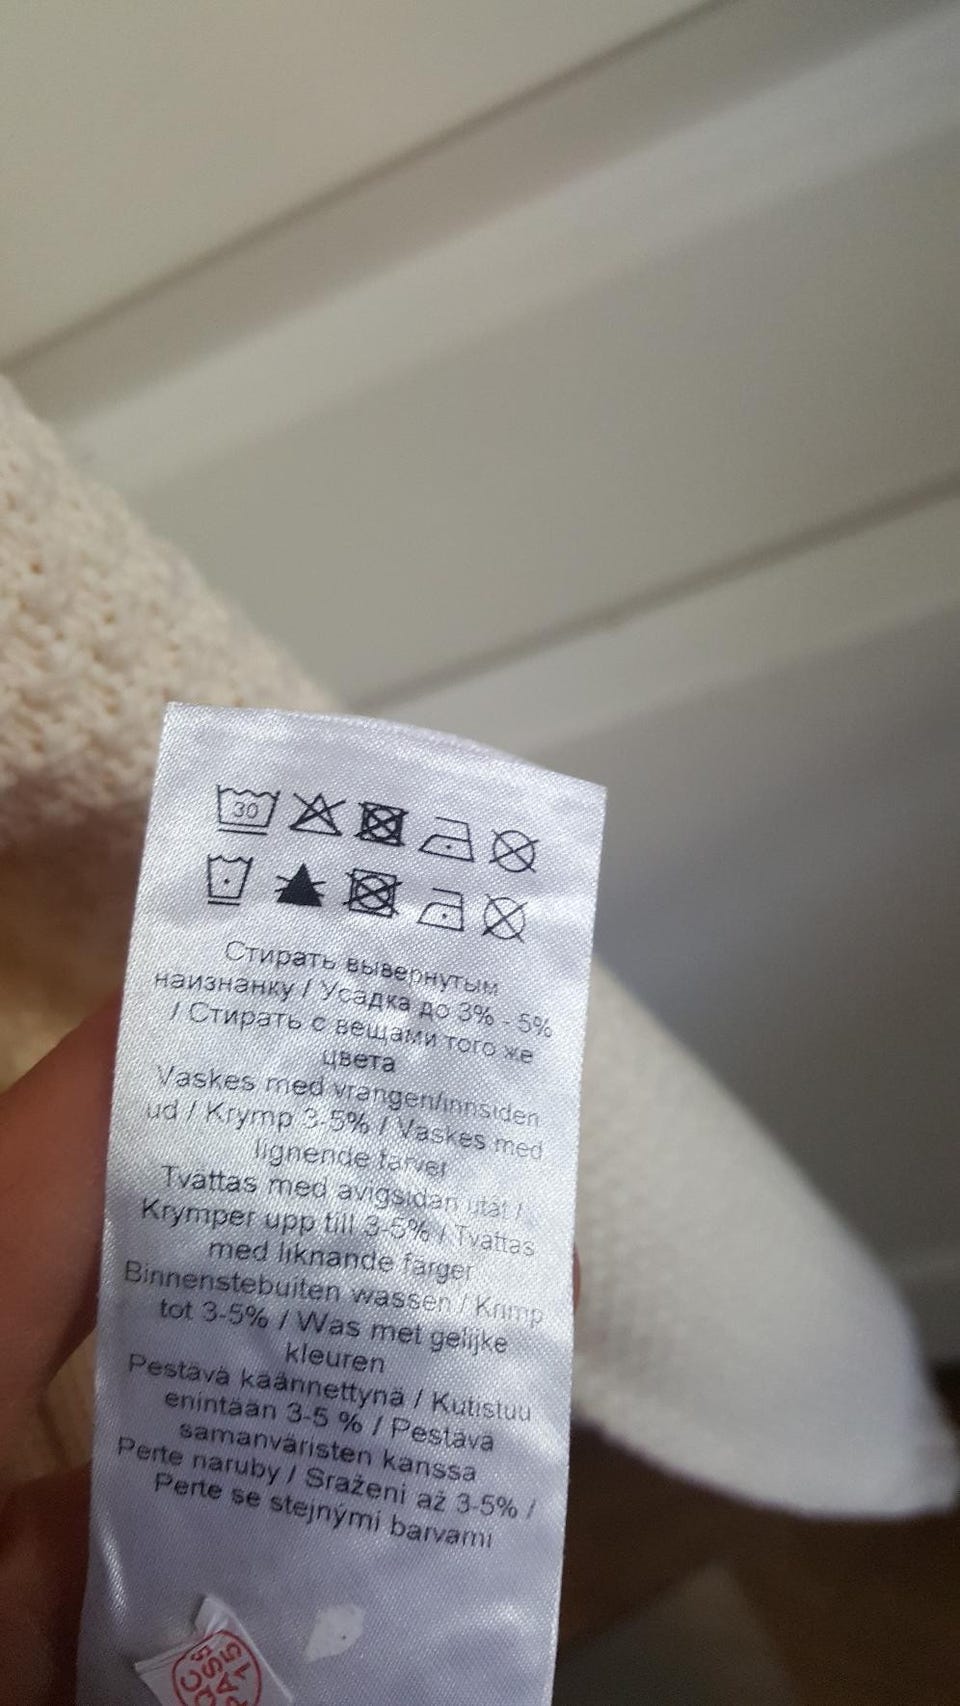 30
Стирать вывернутым
наизнанку / Усадка до 3% - 5%
/ Стирать с вещами того же
цвета
Vaskes med vrangen/innsiden
ud / Krymp 3-5% / Vaskes med
lignende farver
Tvättas med avigsidan utåt /
Krymper upp till 3-5% / Tvättas
med liknande färger
Binnenstebuiten wassen / Krimp
tot 3-5% / Was met gelijke
kleuren
Pestävä käännettynä / Kutistuu
enintään 3-5 % / Pestävä
samanväristen kanssa
Perte naruby / Sražení až 3-5% /
Perte se stejnými barvami
QC